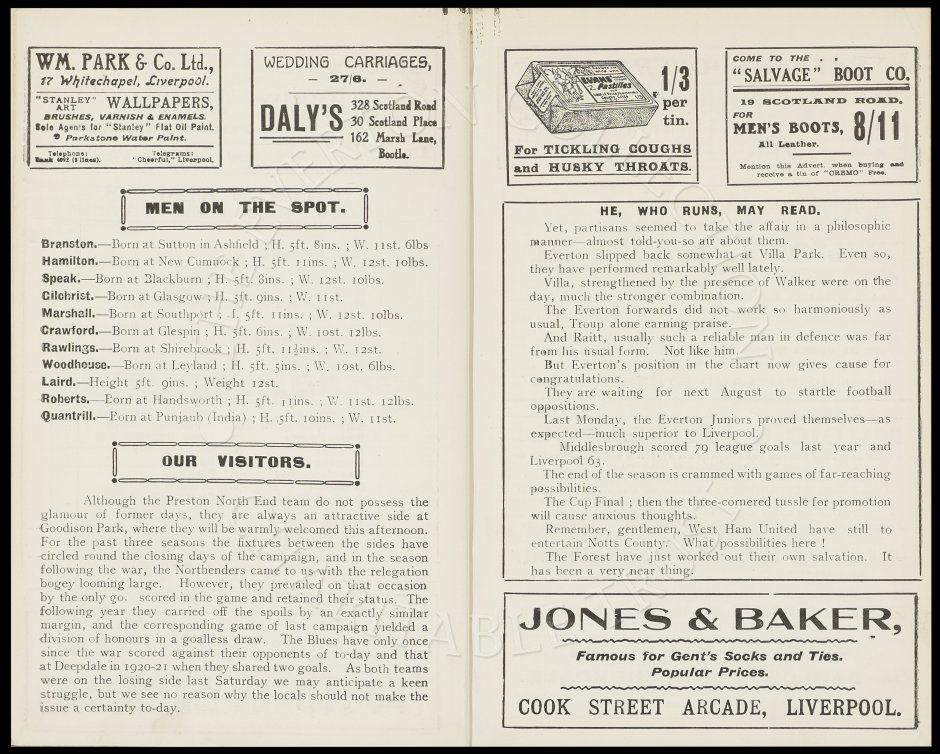 WM. PARK & Co. Ltd.,
17 Whitechapel, Liverpool.
"STANLEY" ART WALLPAPERS,
BRUSHES, VARNISH & ENAMELS.
Sole Agents for "Stanley" Flat Oil Paint.
Parkstone Water Paint.
Telephone: Telegrams:
Bank 4092 (2 lines). "Cheerful," Liverpool.
WEDDING CARRIAGES,
— 27/6. —
DALY'S
328 Scotland Road
30 Scotland Place
162 Marsh Lane,
Bootle.
MEN ON THE SPOT.
Branston.—Born at Sutton in Ashfield ; H. 5ft. 8ins. ; W. 11st. 6lbs
Hamilton.—Born at New Cumnock ; H. 5ft. 11ins. ; W. 12st. 10lbs.
Speak.—Born at Blackburn ; H. 5ft. 8ins. ; W. 12st. 10lbs.
Gilchrist.—Born at Glasgow ; H. 5ft. 9ins. ; W. 11st.
Marshall.—Born at Southport ; H. 5ft. 11ins. ; W. 12st. 10lbs.
Crawford.—Born at Glespin ; H. 5ft. 6ins. ; W. 10st. 12lbs.
Rawlings.—Born at Shirebrook ; H. 5ft. 11½ins. ; W. 12st.
Woodhouse.—Born at Leyland ; H. 5ft. 5ins. ; W. 10st. 6lbs.
Laird.—Height 5ft. 9ins. ; Weight 12st.
Roberts.—Born at Handsworth ; H. 5ft. 11ins. ; W. 11st. 12lbs.
Quantrill.—Born at Punjaub (India) ; H. 5ft. 10ins. ; W. 11st.
OUR VISITORS.
Although the Preston North End team do not possess the
glamour of former days, they are always an attractive side at
Goodison Park, where they will be warmly welcomed this afternoon.
For the past three seasons the fixtures between the sides have
circled round the closing days of the campaign, and in the season
following the war, the Northenders came to us with the relegation
bogey looming large. However, they prevailed on that occasion
by the only go. scored in the game and retained their status. The
following year they carried off the spoils by an exactly similar
margin, and the corresponding game of last campaign yielded a
division of honours in a goalless draw. The Blues have only once
since the war scored against their opponents of to-day and that
at Deepdale in 1920-21 when they shared two goals. As both teams
were on the losing side last Saturday we may anticipate a keen
struggle, but we see no reason why the locals should not make the
issue a certainty to-day.
EVANS' Pastilles
1/3
per
tin.
For TICKLING COUGHS
and HUSKY THROATS.
COME TO THE . .
"SALVAGE" BOOT CO.
19 SCOTLAND ROAD.
FOR
MEN'S BOOTS, 8/11
All Leather.
Mention this Advert. when buying and
receive a tin of "CREMO" Free.
HE, WHO RUNS, MAY READ.
Yet, partisans seemed to take the affair in a philosophic
manner—almost told-you-so air about them.
Everton slipped back somewhat at Villa Park. Even so,
they have performed remarkably well lately.
Villa, strengthened by the presence of Walker were on the
day, much the stronger combination.
The Everton forwards did not work so harmoniously as
usual, Troup alone earning praise.
And Raitt, usually such a reliable man in defence was far
from his usual form. Not like him.
But Everton's position in the chart now gives cause for
congratulations.
They are waiting for next August to startle football
oppositions.
Last Monday, the Everton Juniors proved themselves—as
expected—much superior to Liverpool.
Middlesbrough scored 79 league goals last year and
Liverpool 63.
The end of the season is crammed with games of far-reaching
possibilities.
The Cup Final ; then the three-cornered tussle for promotion
will cause anxious thoughts.
Remember, gentlemen, West Ham United have still to
entertain Notts County. What possibilities here !
The Forest have just worked out their own salvation. It
has been a very near thing.
JONES & BAKER,
Famous for Gent's Socks and Ties.
Popular Prices.
COOK STREET ARCADE, LIVERPOOL.